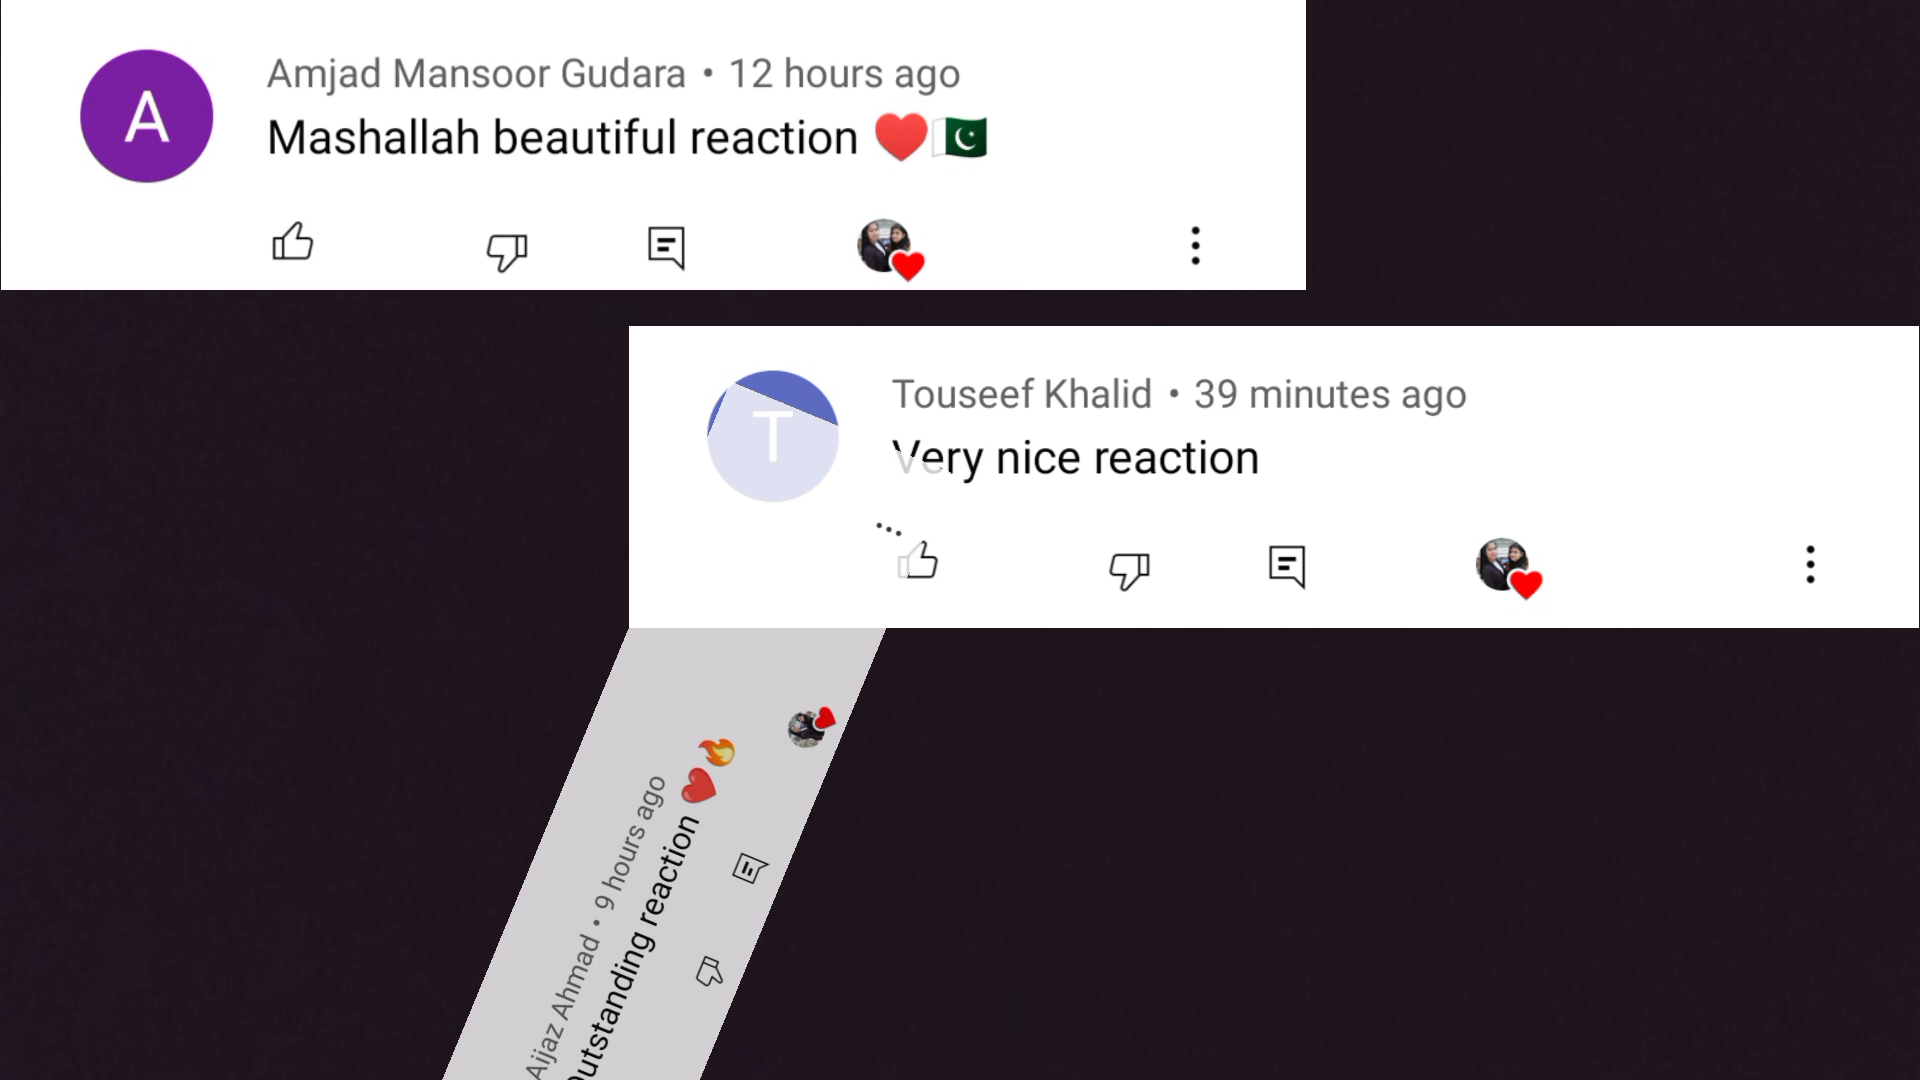 A
Amjad Mansoor Gudara • 12 hours ago
Mashallah beautiful reaction ❤️🇵🇰
T
Touseef Khalid • 39 minutes ago
Very nice reaction
Aijaz Ahmad • 9 hours ago
Outstanding reaction ❤️🔥